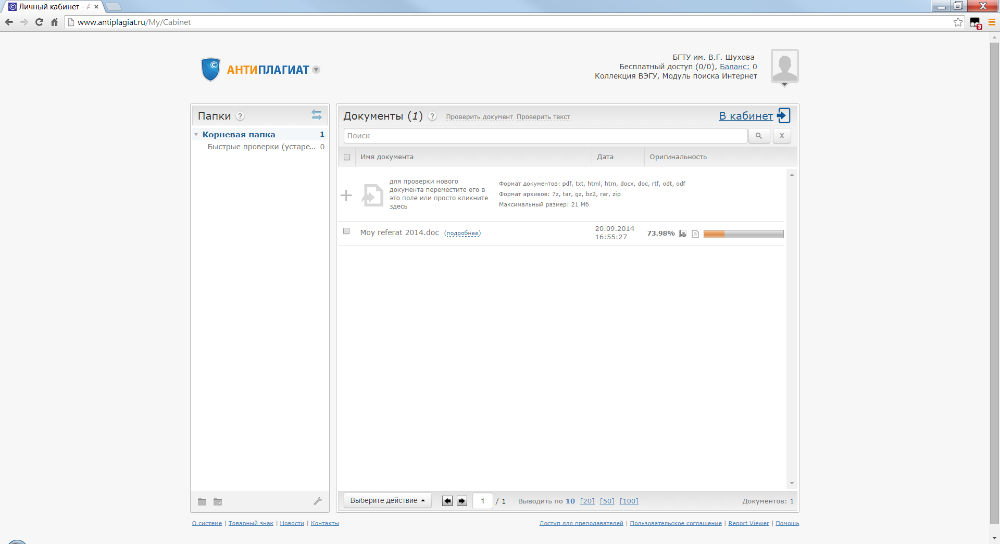 Личный кабинет - А
www.antiplagiat.ru/My/Cabinet
3
©
АНТИПЛАГИАТ
БГТУ им. В.Г. Шухова
Бесплатный доступ (0/0), Баланс: 0
Коллекция ВЭГУ, Модуль поиска Интернет
Папки ?
Корневая папка 1
Быстрые проверки (устаре... 0
Документы (1) ? Проверить документ Проверить текст В кабинет
Поиск X
Имя документа Дата Оригинальность
для проверки нового
документа переместите его в
это поле или просто кликните
здесь
Формат документов: pdf, txt, html, htm, docx, doc, rtf, odt, odf
Формат архивов: 7z, tar, gz, bz2, rar, zip
Максимальный размер: 21 Мб
Moy referat 2014.doc (подробнее) 20.09.2014 73.98%
16:55:27
Выберите действие 1 / 1 Выводить по 10 [20] [50] [100] Документов: 1
О системе | Товарный знак | Новости | Контакты
Доступ для преподавателей | Пользовательское соглашение | Report Viewer | Помощь